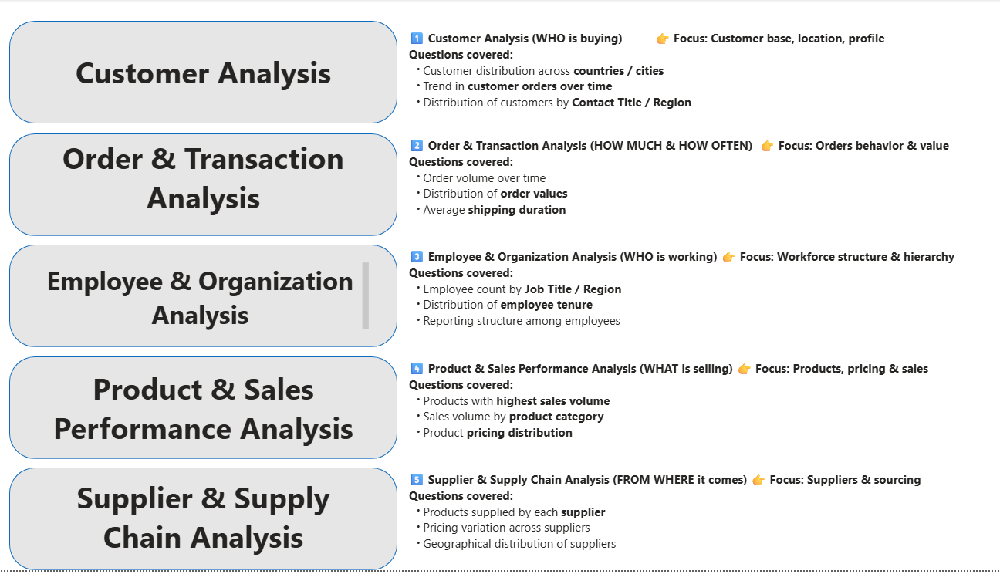 Customer Analysis
1 Customer Analysis (WHO is buying) 👉 Focus: Customer base, location, profile
Questions covered:
• Customer distribution across countries / cities
• Trend in customer orders over time
• Distribution of customers by Contact Title / Region
Order & Transaction
Analysis
2 Order & Transaction Analysis (HOW MUCH & HOW OFTEN) 👉 Focus: Orders behavior & value
Questions covered:
• Order volume over time
• Distribution of order values
• Average shipping duration
Employee & Organization
Analysis
3 Employee & Organization Analysis (WHO is working) 👉 Focus: Workforce structure & hierarchy
Questions covered:
• Employee count by Job Title / Region
• Distribution of employee tenure
• Reporting structure among employees
Product & Sales
Performance Analysis
4 Product & Sales Performance Analysis (WHAT is selling) 👉 Focus: Products, pricing & sales
Questions covered:
• Products with highest sales volume
• Sales volume by product category
• Product pricing distribution
Supplier & Supply
Chain Analysis
5 Supplier & Supply Chain Analysis (FROM WHERE it comes) 👉 Focus: Suppliers & sourcing
Questions covered:
• Products supplied by each supplier
• Pricing variation across suppliers
• Geographical distribution of suppliers